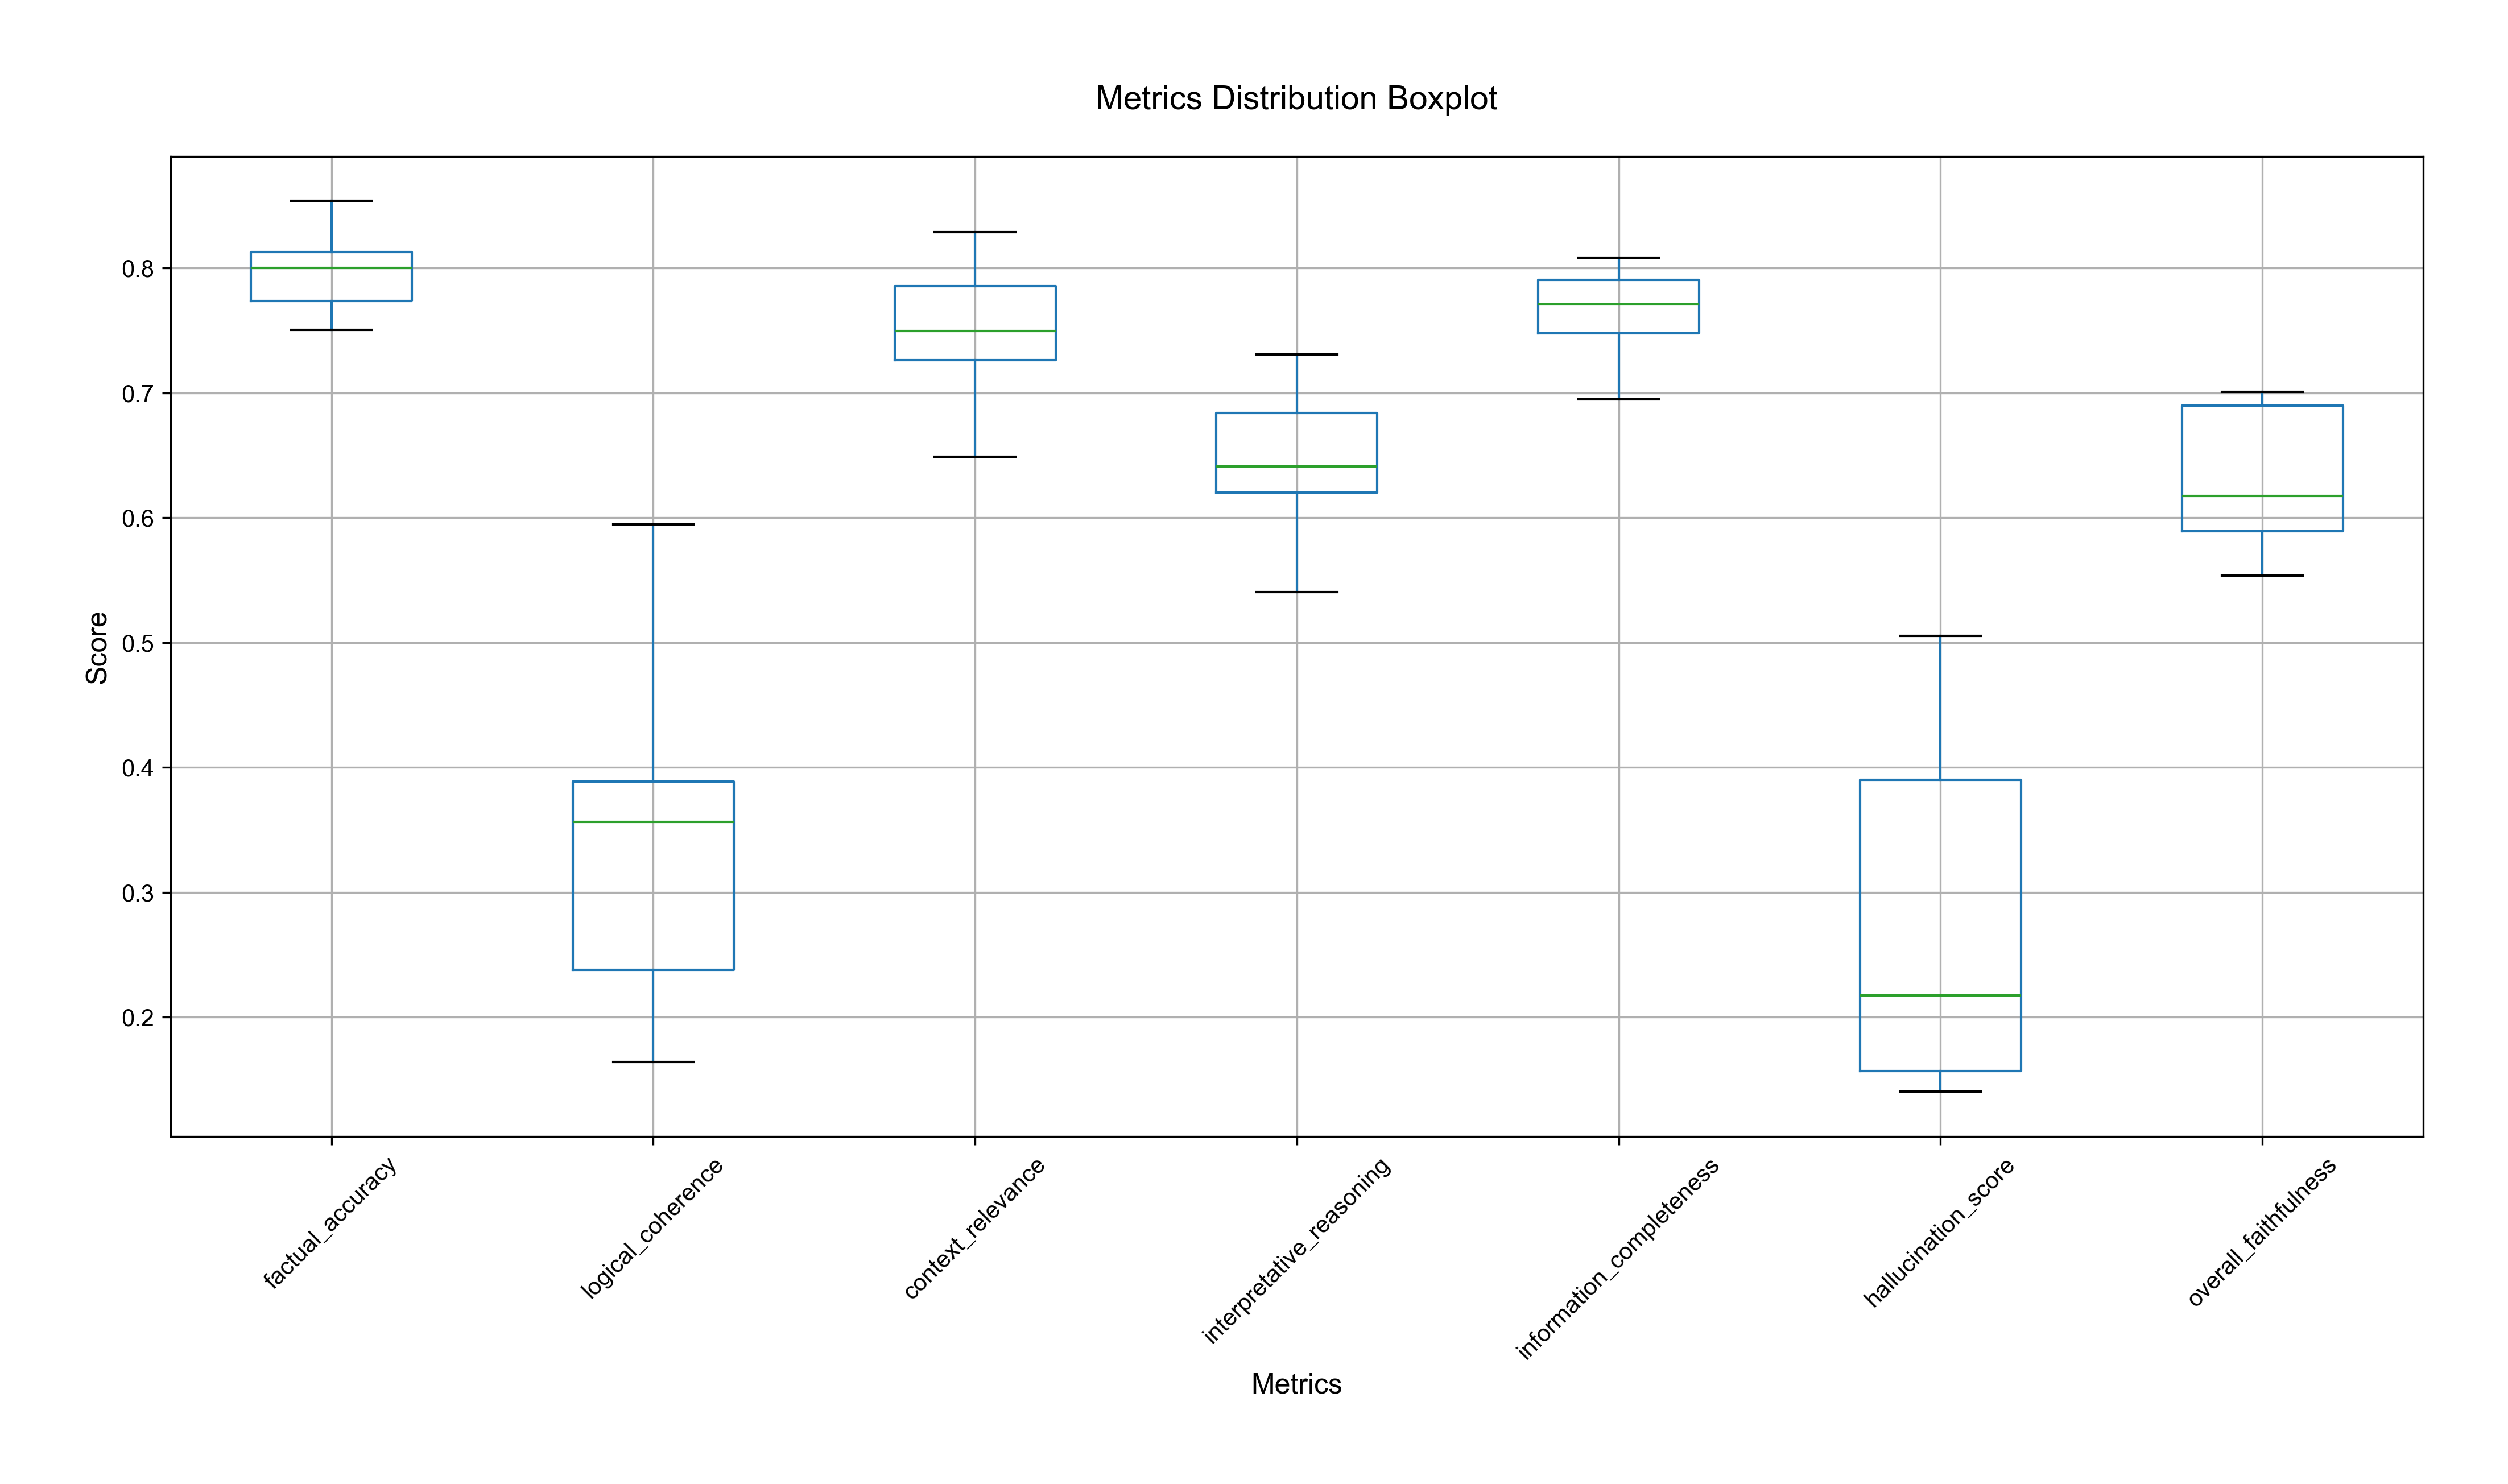 Metrics Distribution Boxplot
Score
0.8
0.7
0.6
0.5
0.4
0.3
0.2
factual_accuracy
logical_coherence
context_relevance
interpretative_reasoning
information_completeness
hallucination_score
overall_faithfulness
Metrics